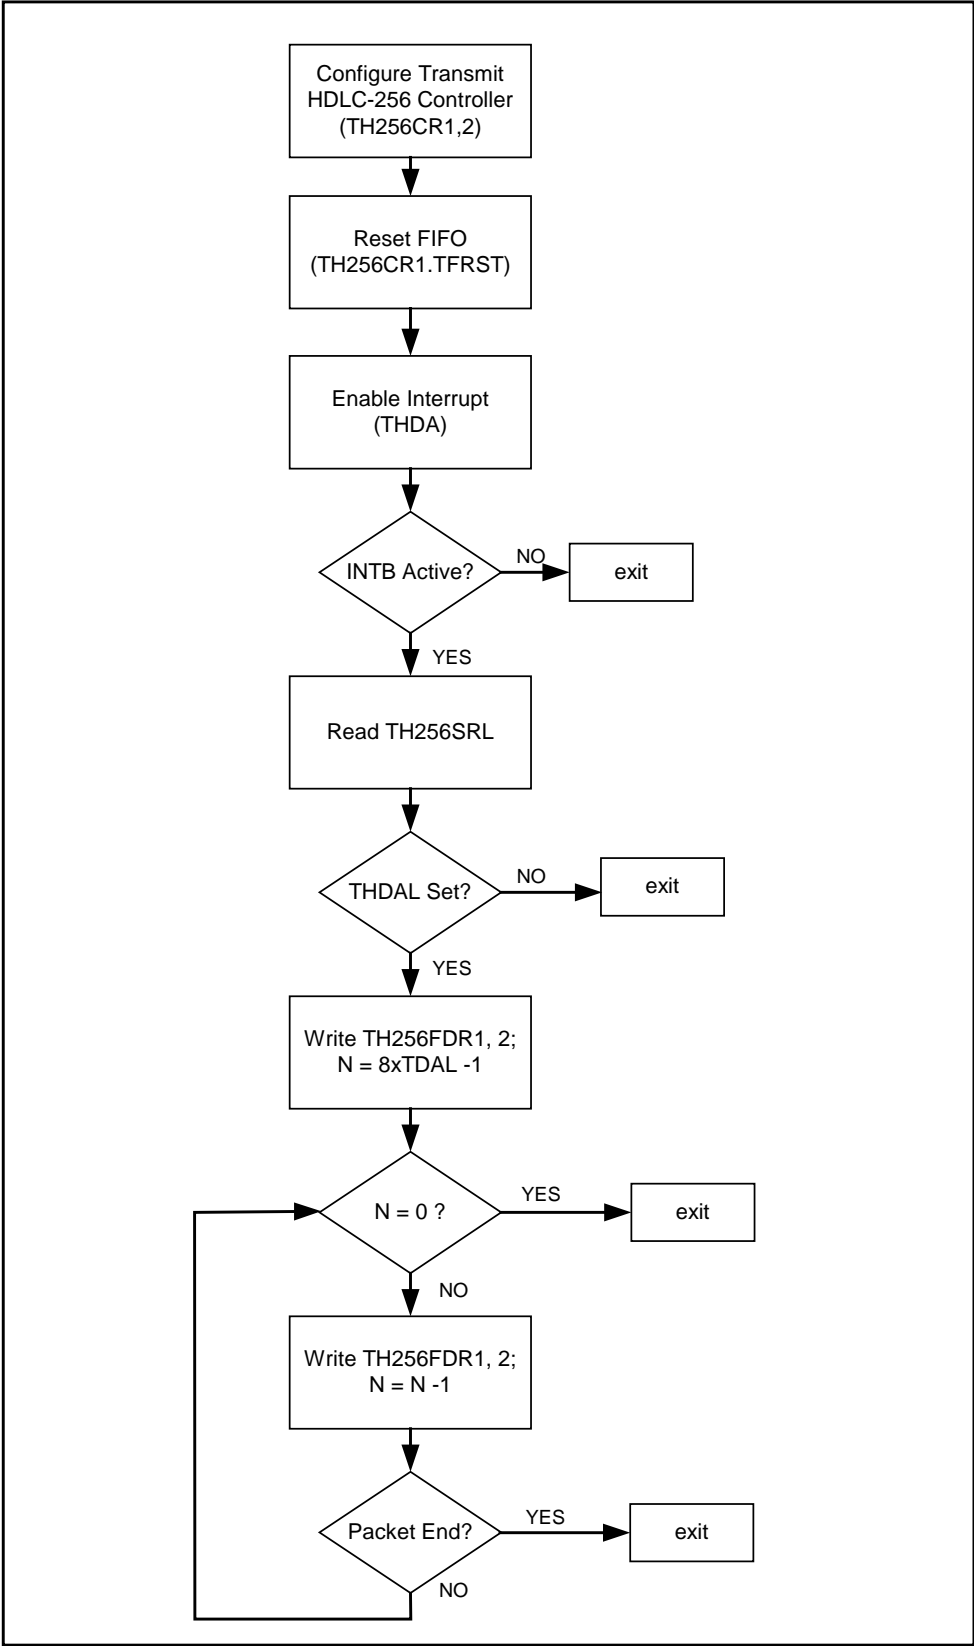 Configure Transmit
HDLC-256 Controller
(TH256CR1,2)
Reset FIFO
(TH256CR1.TFRST)
Enable Interrupt
(THDA)
INTB Active?
NO
exit
YES
Read TH256SRL
THDAL Set?
NO
exit
YES
Write TH256FDR1, 2;
N = 8xTDAL -1
N = 0 ?
YES
exit
NO
Write TH256FDR1, 2;
N = N -1
Packet End?
YES
exit
NO